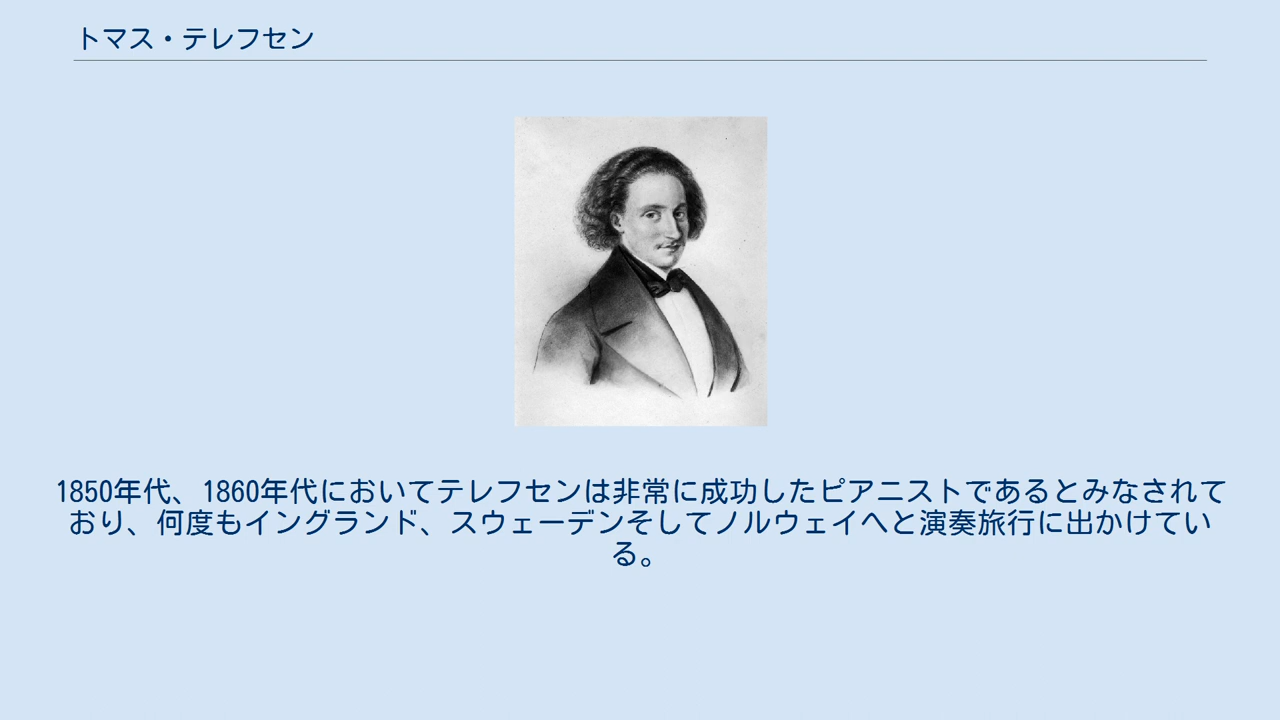 トマス・テレフセン
1850年代、1860年代においてテレフセンは非常に成功したピアニストであるとみなされて
おり、何度もイングランド、スウェーデンそしてノルウェイへと演奏旅行に出かけてい
る。